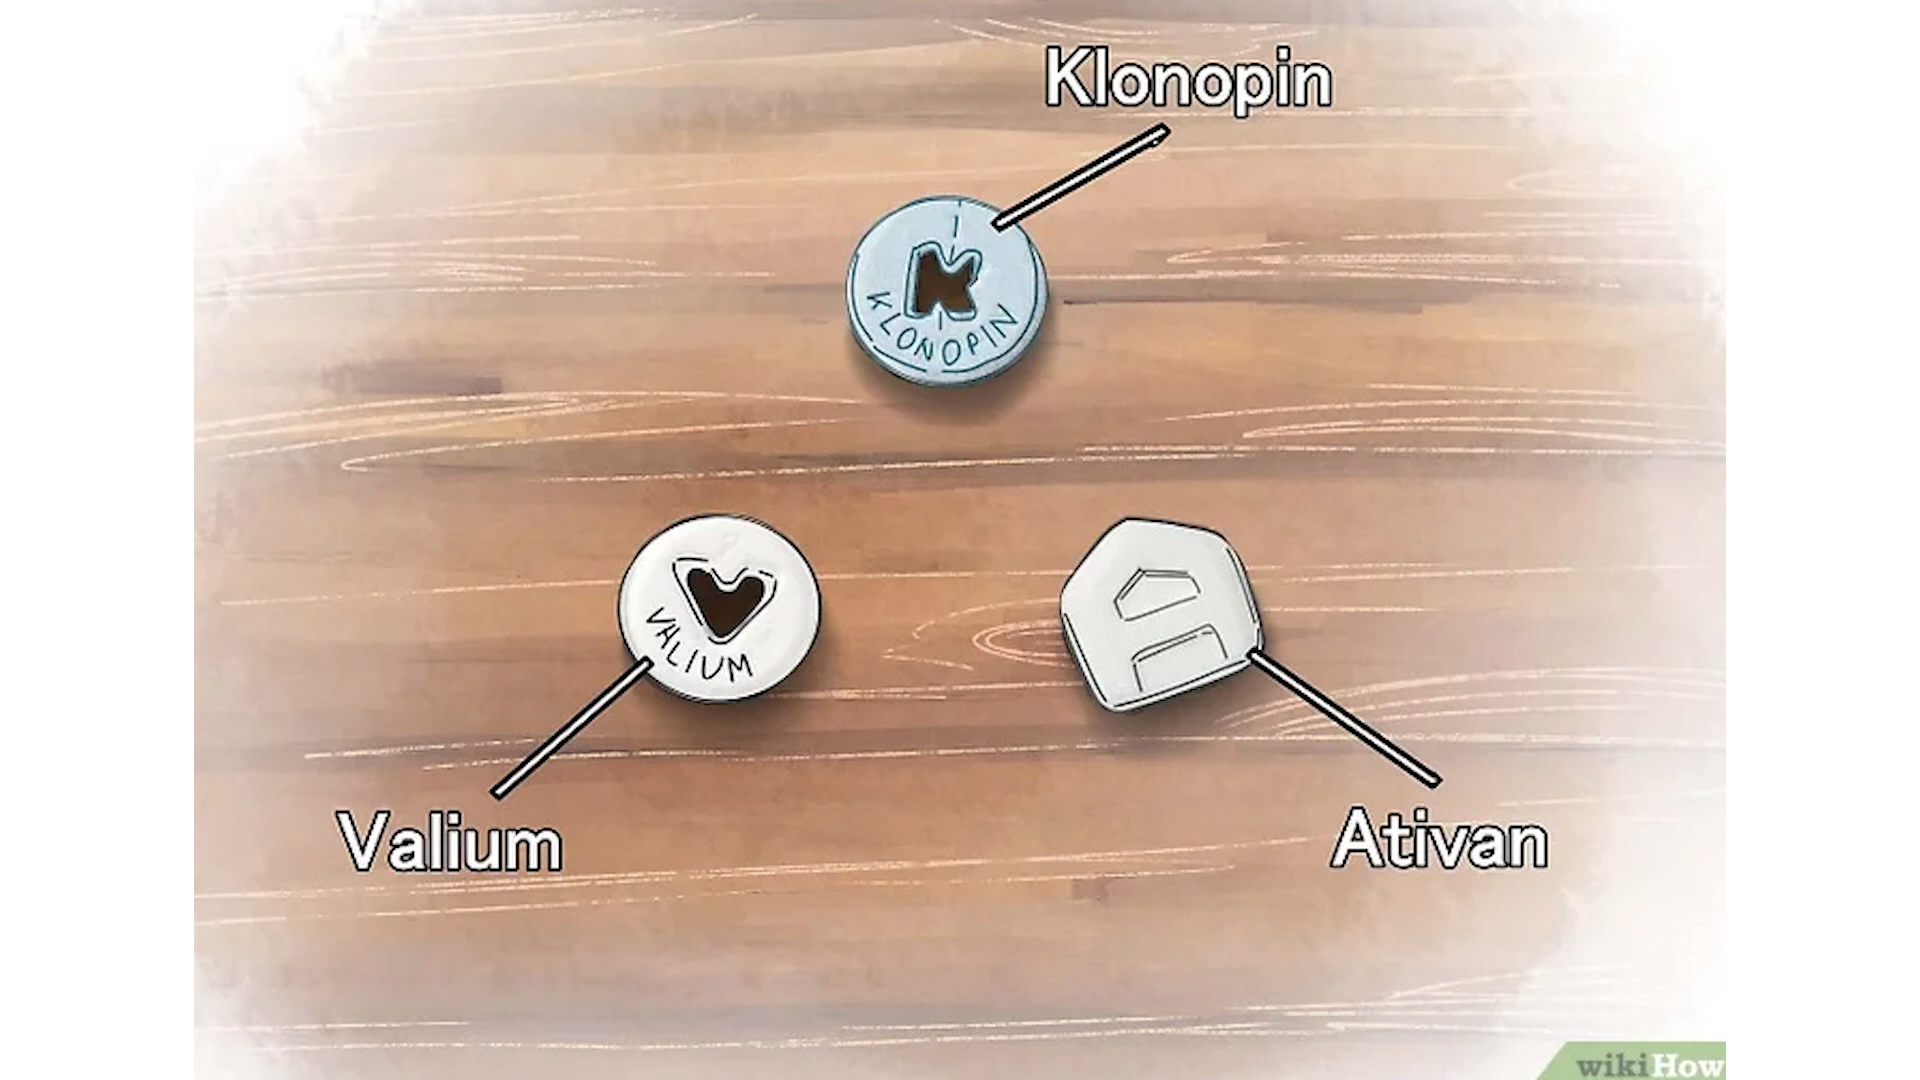 Klonopin
K
KLONOPIN
VALIUM
Valium
Ativan
wikiHow